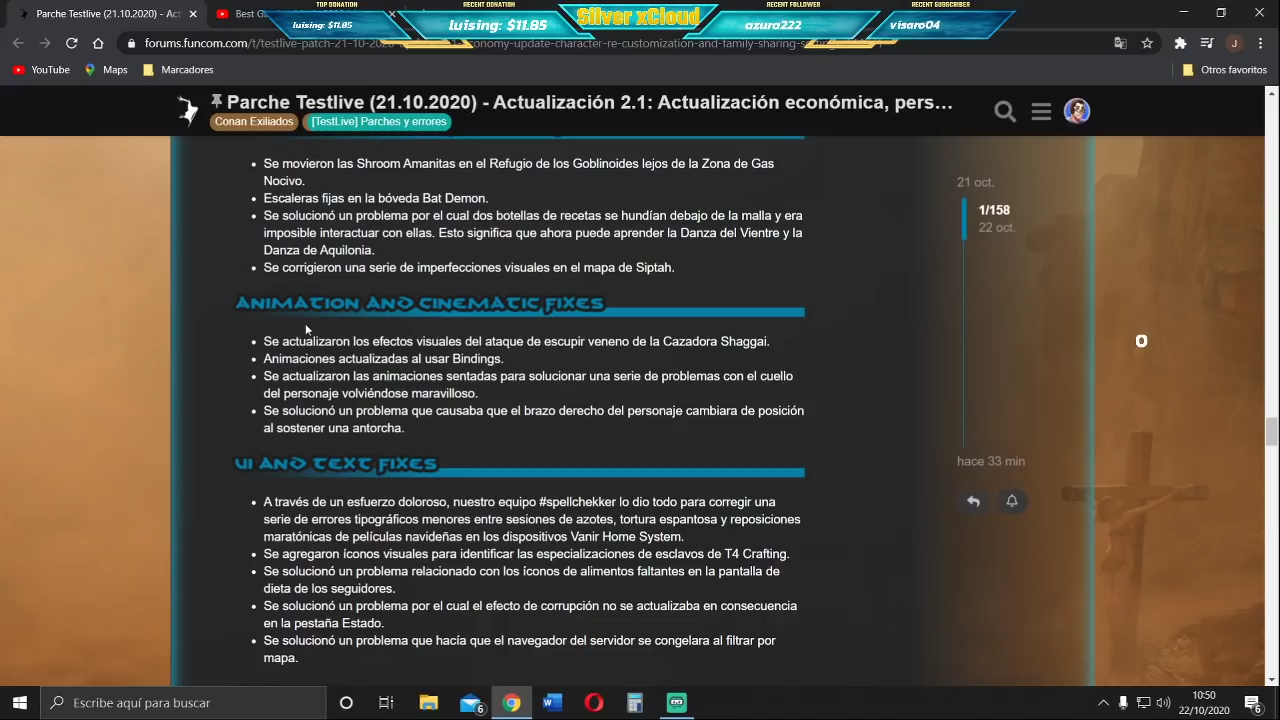 TOP DONATION
luising: $11.85
RECENT DONATION
luising: $11.85
Silver xCloud
RECENT FOLLOWER
azura222
RECENT SUBSCRIBER
visaro04
Parche Testlive (21.10.2020) - Act
Best G
forums.funcom.com/t/testlive-patch-21-10-2020
onomy-update-character-re-customization-and-family-sharing
YouTube
Maps
Marcadores
Otros favoritos
Parche Testlive (21.10.2020) - Actualización 2.1: Actualización económica, pers…
Conan Exiliados
[TestLive] Parches y errores
Se movieron las Shroom Amanitas en el Refugio de los Goblinoides lejos de la Zona de Gas
Nocivo.
Escaleras fijas en la bóveda Bat Demon.
Se solucionó un problema por el cual dos botellas de recetas se hundían debajo de la malla y era
imposible interactuar con ellas. Esto significa que ahora puede aprender la Danza del Vientre y la
Danza de Aquilonia.
Se corrigieron una serie de imperfecciones visuales en el mapa de Siptah.
ANIMATION AND CINEMATIC FIXES
Se actualizaron los efectos visuales del ataque de escupir veneno de la Cazadora Shaggai.
Animaciones actualizadas al usar Bindings.
Se actualizaron las animaciones sentadas para solucionar una serie de problemas con el cuello
del personaje volviéndose maravilloso.
Se solucionó un problema que causaba que el brazo derecho del personaje cambiara de posición
al sostener una antorcha.
UI AND TEXT FIXES
A través de un esfuerzo doloroso, nuestro equipo #spellchekker lo dio todo para corregir una
serie de errores tipográficos menores entre sesiones de azotes, tortura espantosa y reposiciones
maratónicas de películas navideñas en los dispositivos Vanir Home System.
Se agregaron íconos visuales para identificar las especializaciones de esclavos de T4 Crafting.
Se solucionó un problema relacionado con los íconos de alimentos faltantes en la pantalla de
dieta de los seguidores.
Se solucionó un problema por el cual el efecto de corrupción no se actualizaba en consecuencia
en la pestaña Estado.
Se solucionó un problema que hacía que el navegador del servidor se congelara al filtrar por
mapa.
21 oct.
1/158
22 oct.
hace 33 min
0
Escribe aquí para buscar
6
10:50
22/10/2020
6